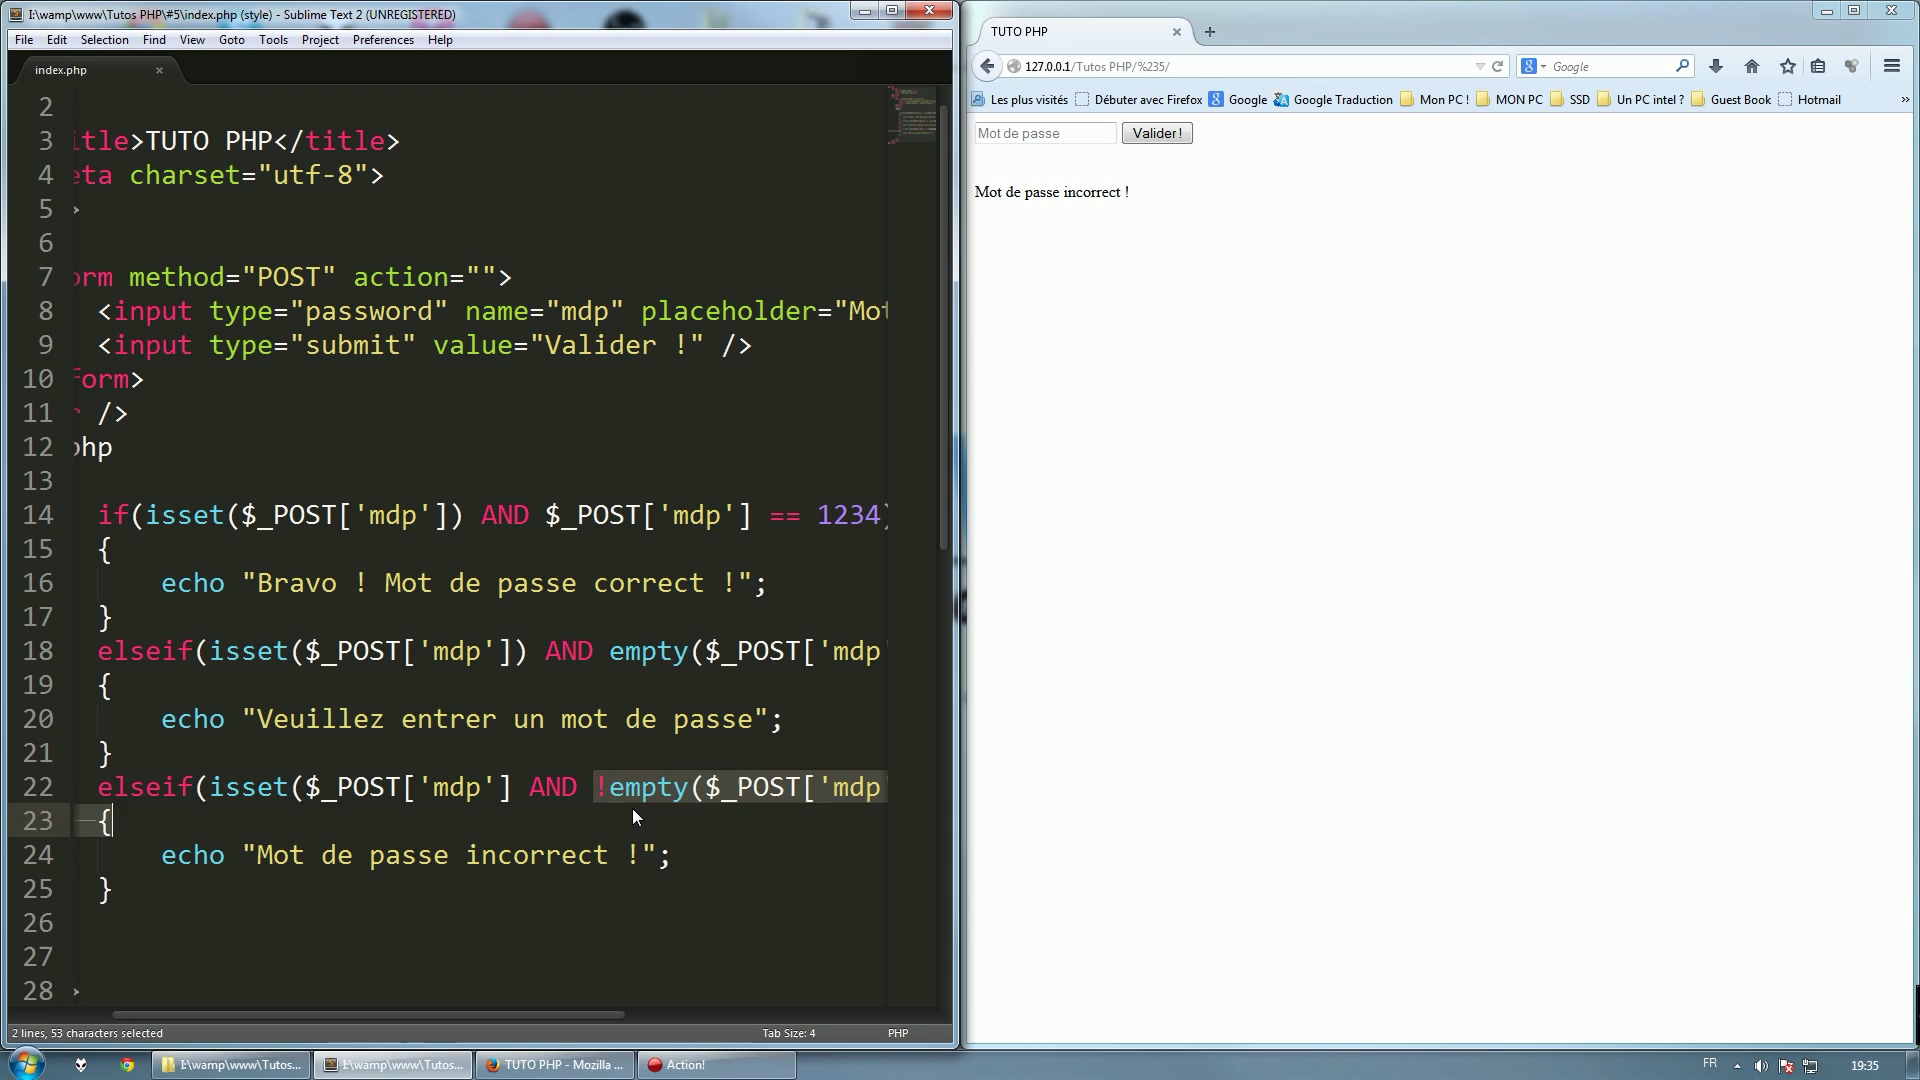 I:\wamp\www\Tutos PHP\#5\index.php (style) - Sublime Text 2 (UNREGISTERED)
File Edit Selection Find View Goto Tools Project Preferences Help
index.php
2
3 itle>TUTO PHP</title>
4 eta charset="utf-8">
5 >
6
7 orm method="POST" action="">
8 <input type="password" name="mdp" placeholder="Mot
9 <input type="submit" value="Valider !" />
10 form>
11 r />
12 php
13
14 if(isset($_POST['mdp']) AND $_POST['mdp'] == 1234)
15 {
16 echo "Bravo ! Mot de passe correct !";
17 }
18 elseif(isset($_POST['mdp']) AND empty($_POST['mdp'
19 {
20 echo "Veuillez entrer un mot de passe";
21 }
22 elseif(isset($_POST['mdp'] AND !empty($_POST['mdp'
23 {
24 echo "Mot de passe incorrect !";
25 }
26
27
28 >
2 lines, 53 characters selected Tab Size: 4 PHP
TUTO PHP
127.0.0.1/Tutos PHP/%235/ Google
Les plus visités Débuter avec Firefox Google Google Traduction Mon PC ! MON PC SSD Un PC intel ? Guest Book Hotmail »
Mot de passe Valider !
Mot de passe incorrect !
I:\wamp\www\Tutos... I:\wamp\www\Tutos... TUTO PHP - Mozilla ... Action! FR 19:35